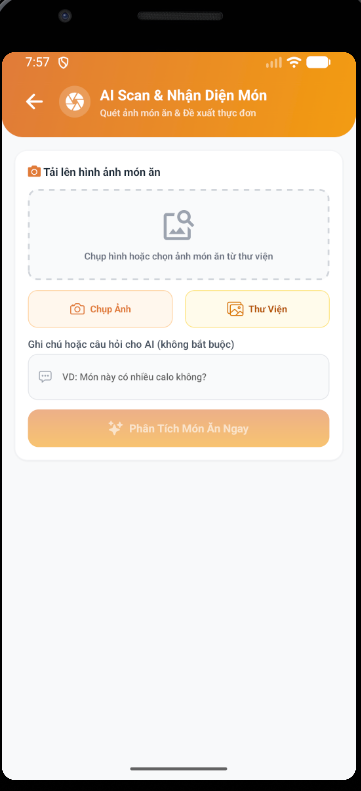 7:57
AI Scan & Nhận Diện Món
Quét ảnh món ăn & Đề xuất thực đơn
Tải lên hình ảnh món ăn
Chụp hình hoặc chọn ảnh món ăn từ thư viện
Chụp Ảnh
Thư Viện
Ghi chú hoặc câu hỏi cho AI (không bắt buộc)
VD: Món này có nhiều calo không?
Phân Tích Món Ăn Ngay